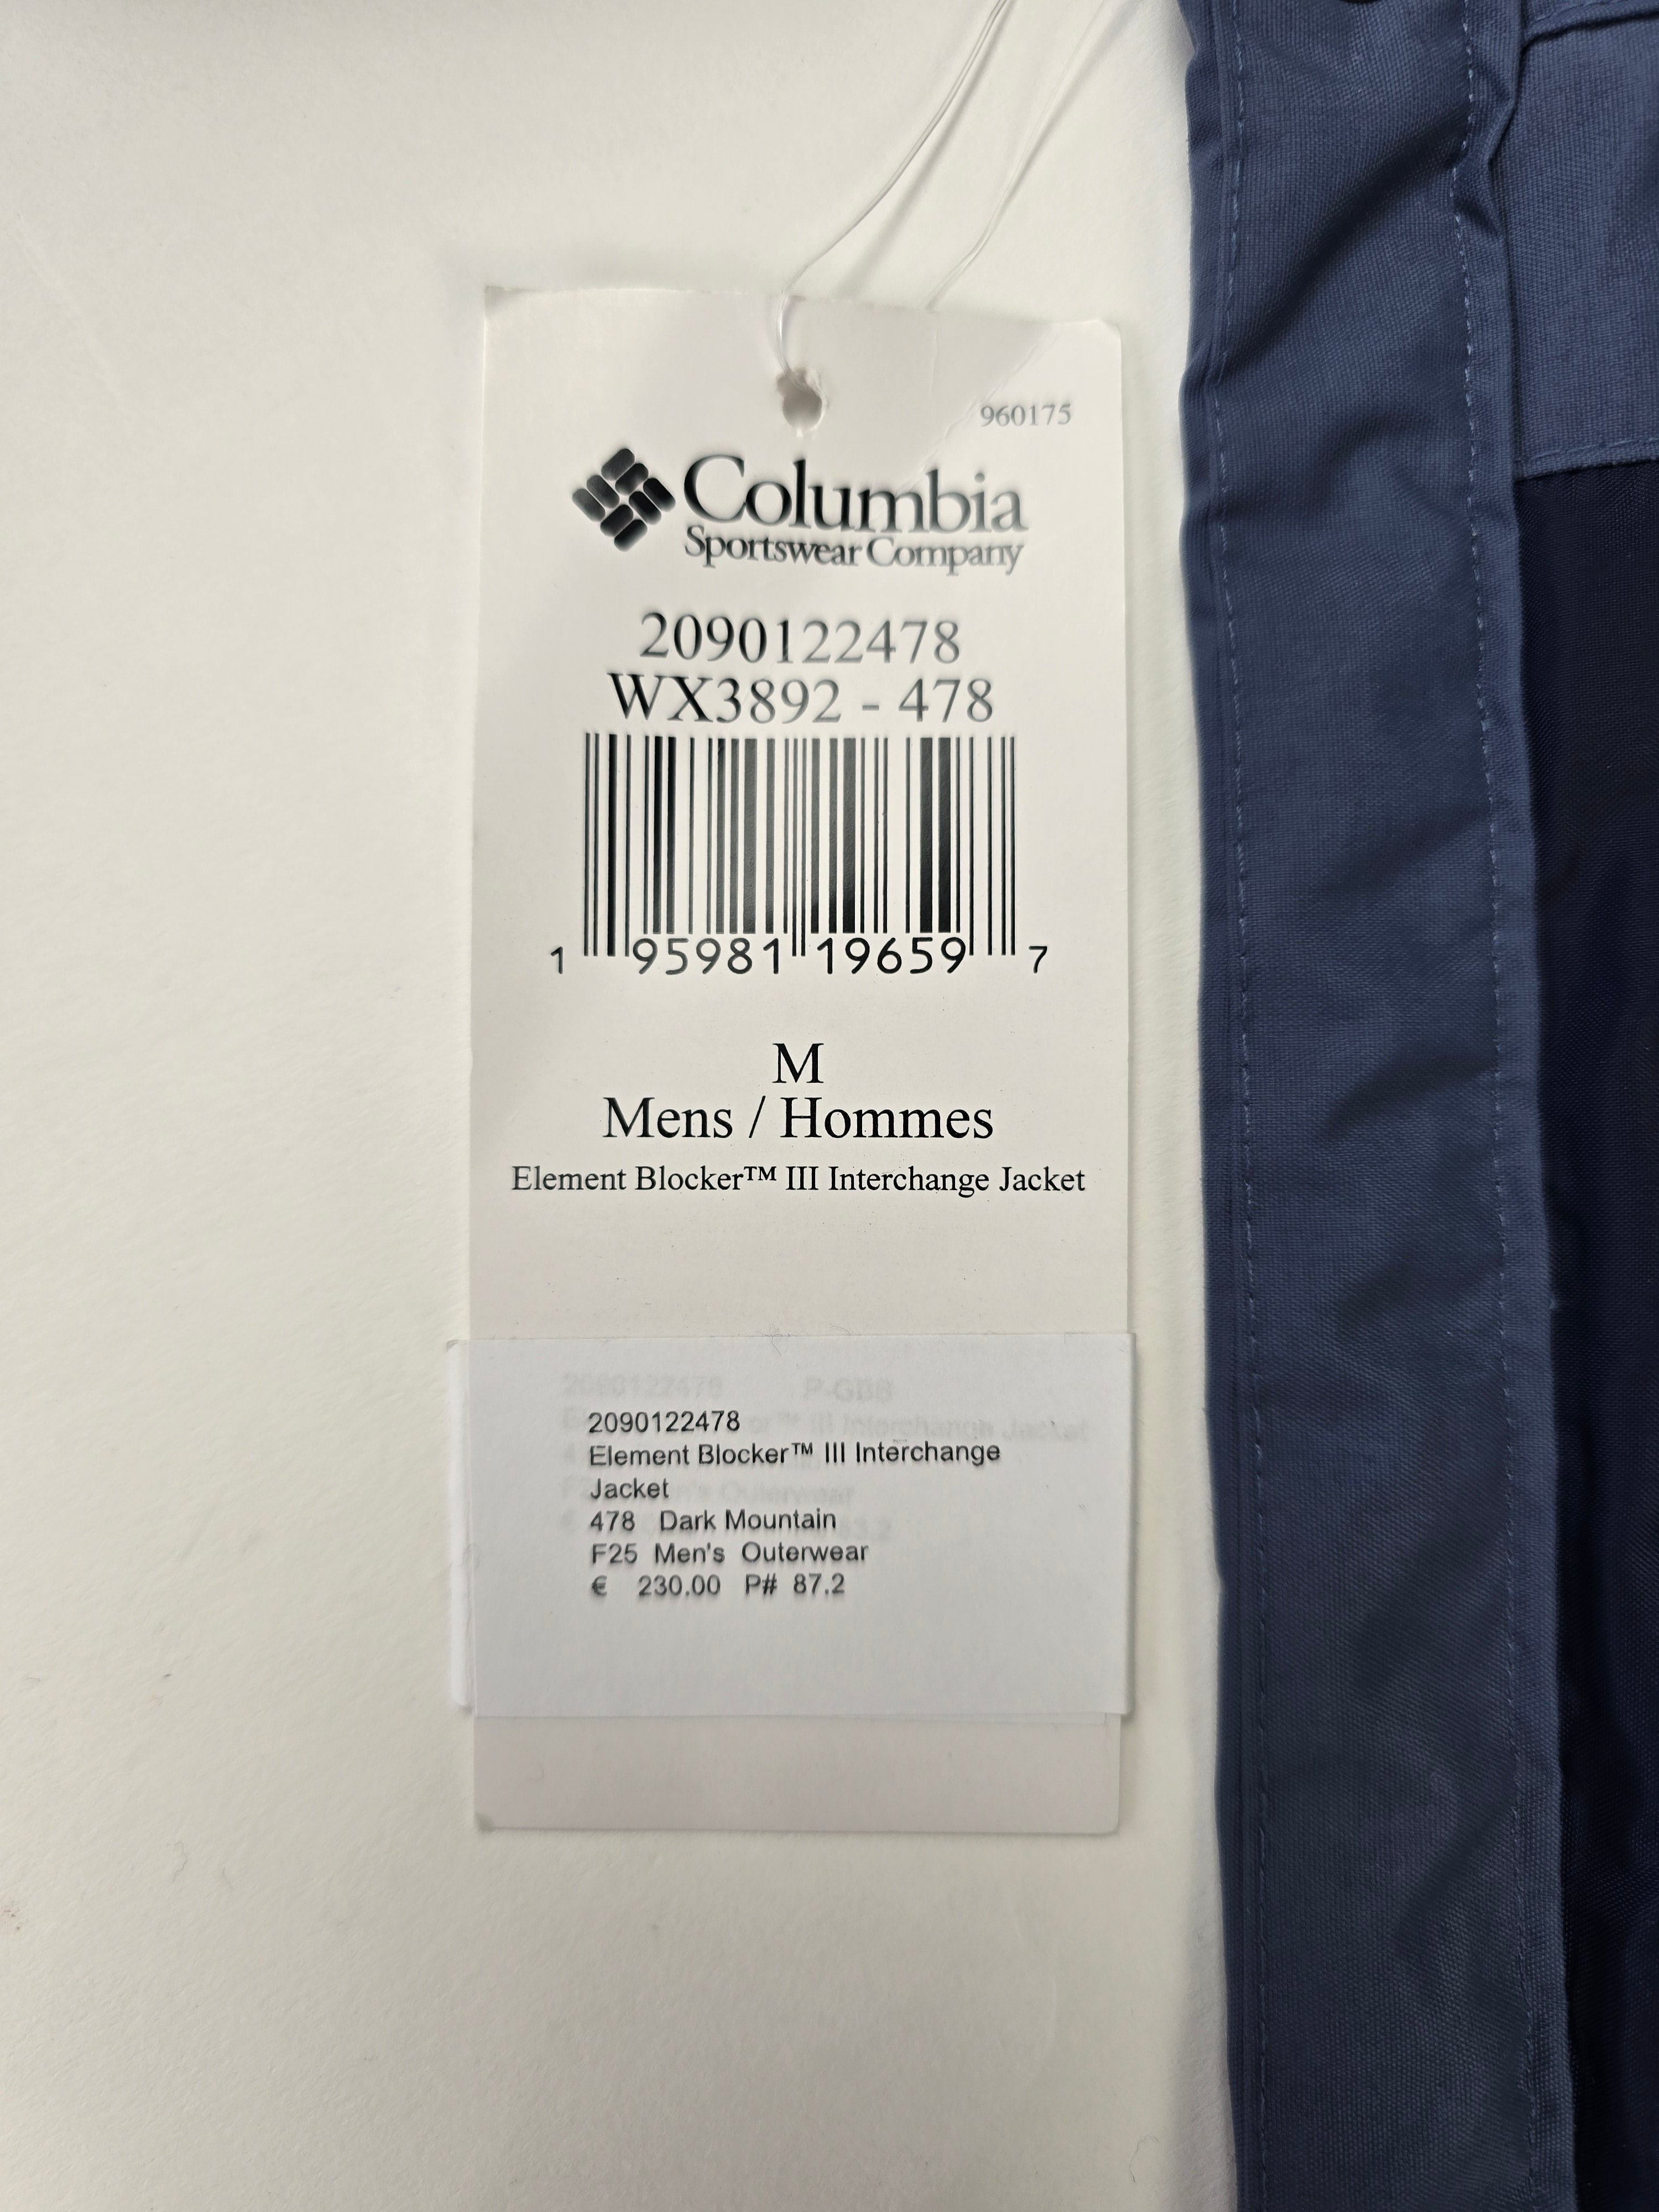 960175
Columbia
Sportswear Company
2090122478
WX3892 - 478
1 95981 19659 7
M
Mens / Hommes
Element Blocker™ III Interchange Jacket
2090122478
Element Blocker™ III Interchange
Jacket
478 Dark Mountain
F25 Men's Outerwear
€ 230.00 P# 87.2